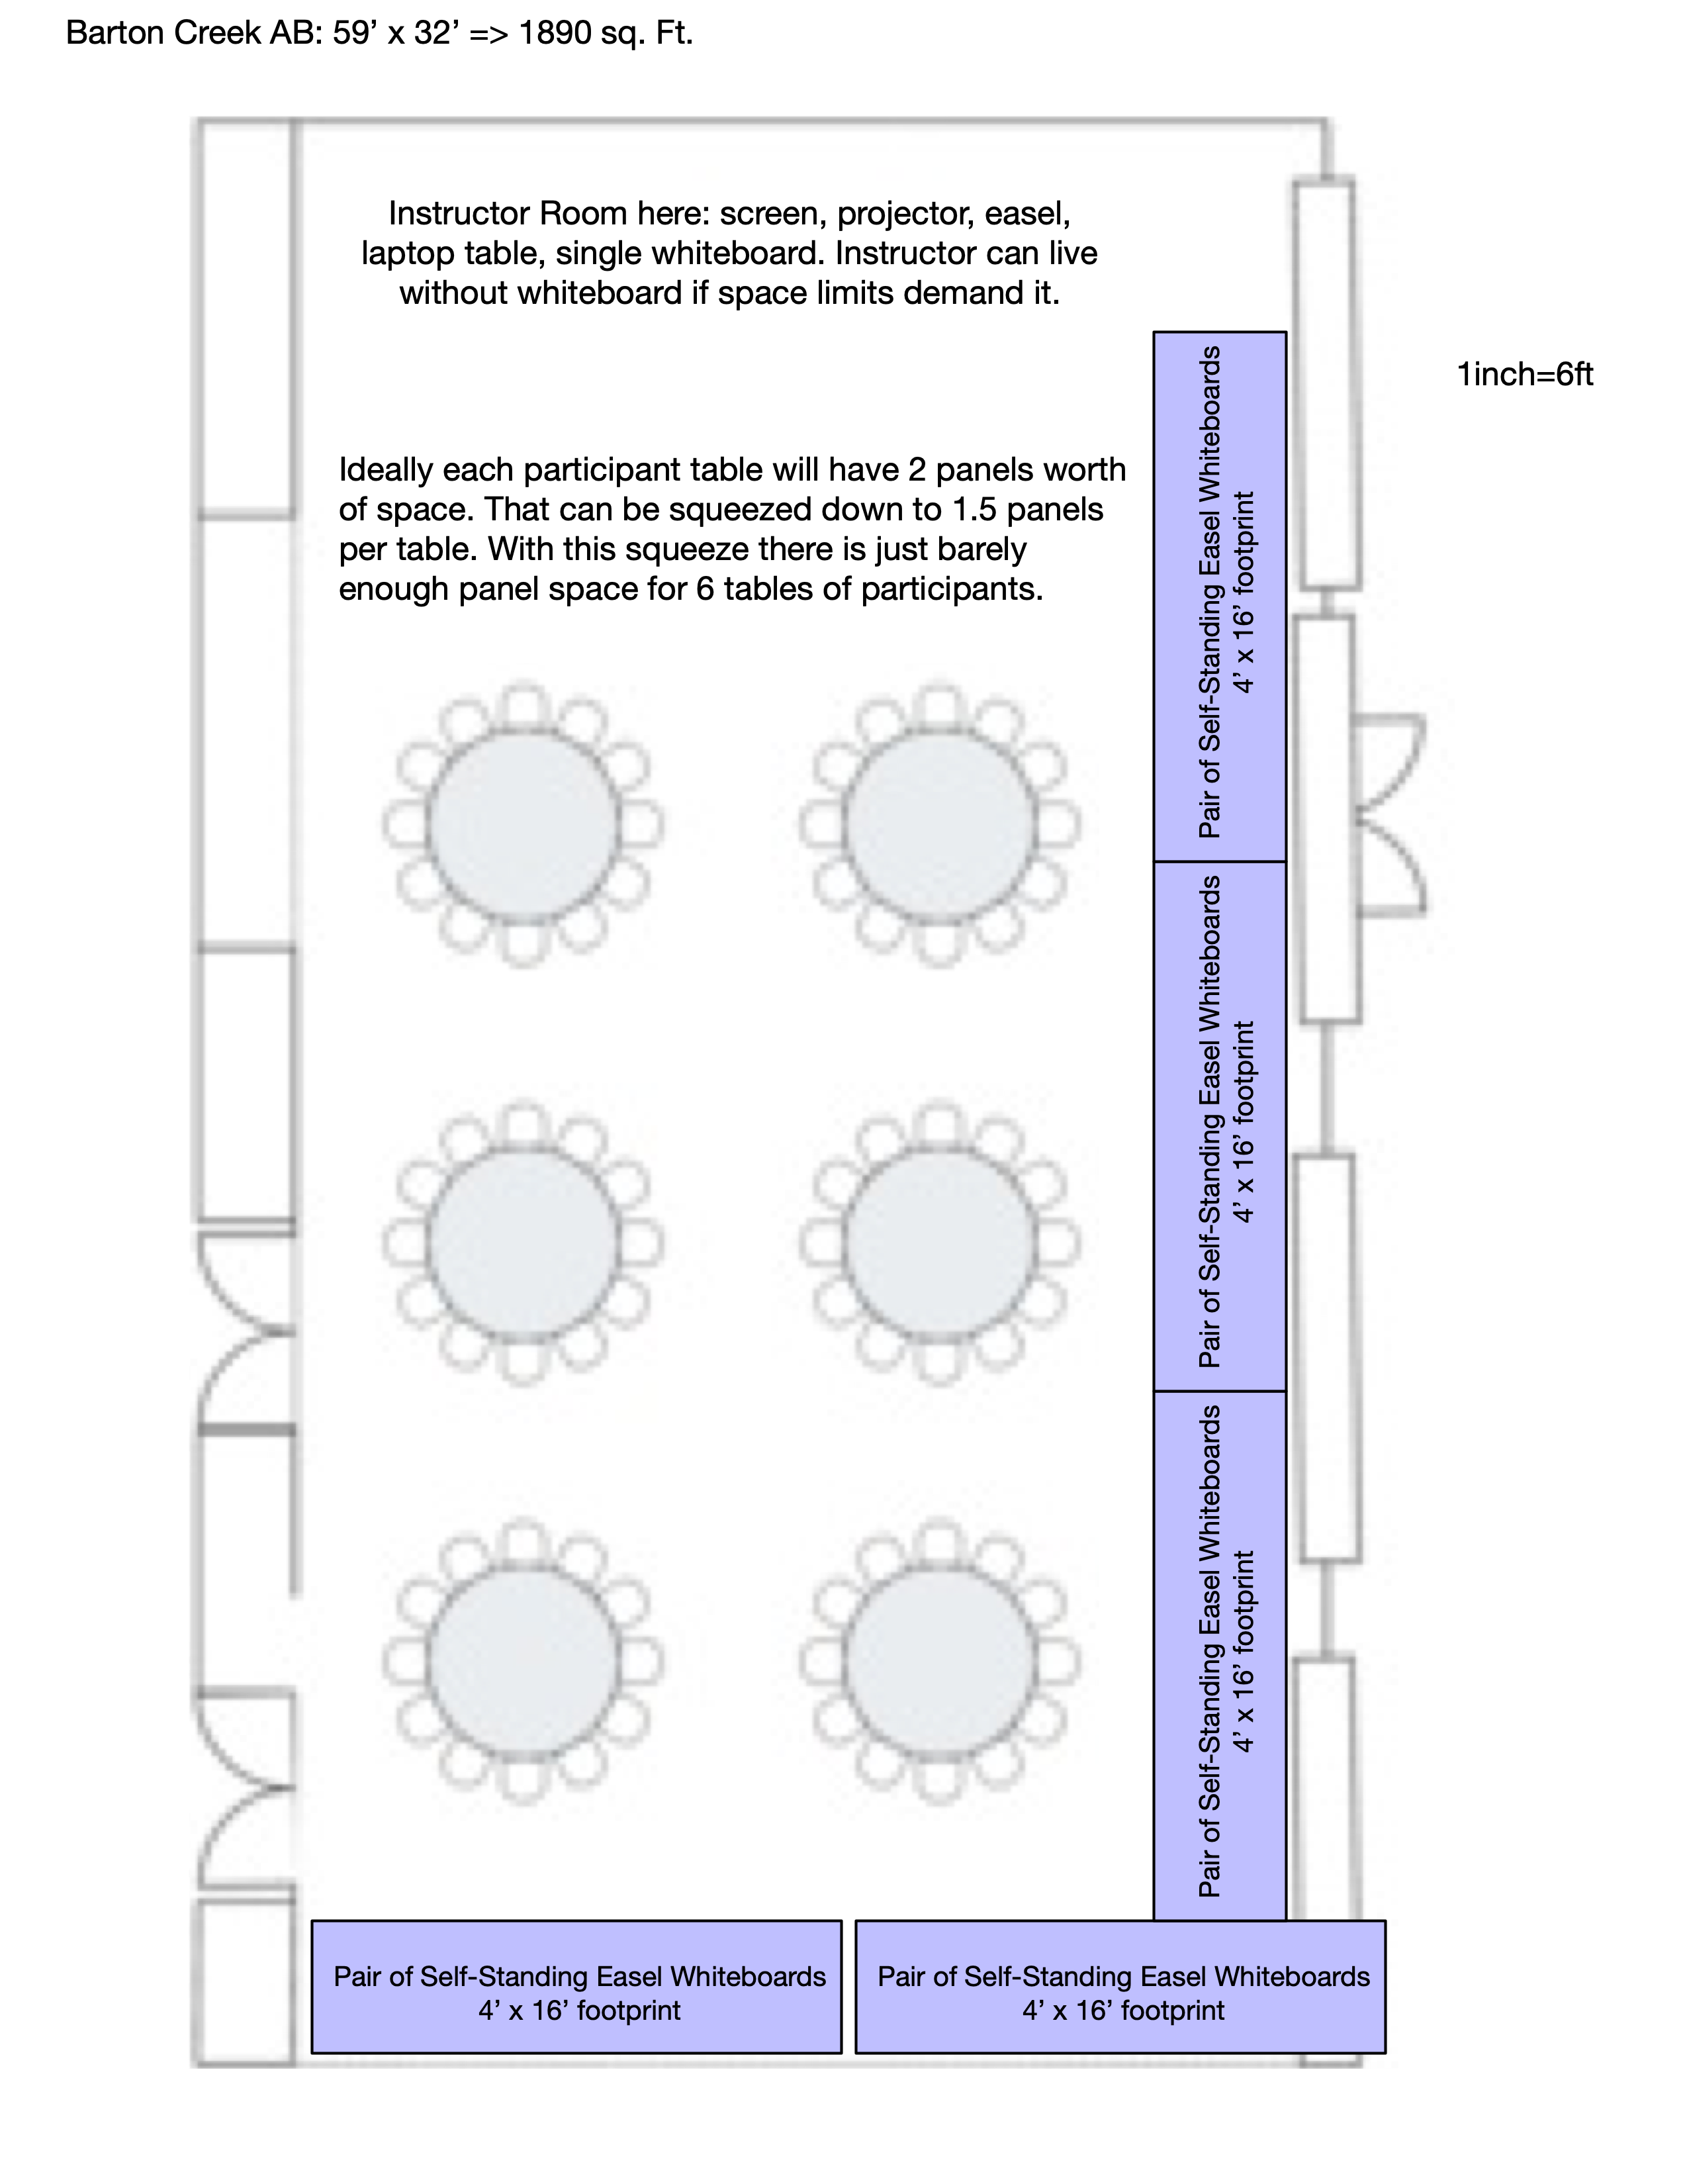 Barton Creek AB: 59’ x 32’ => 1890 sq. Ft.
Instructor Room here: screen, projector, easel,
laptop table, single whiteboard. Instructor can live
without whiteboard if space limits demand it.
1inch=6ft
Ideally each participant table will have 2 panels worth
of space. That can be squeezed down to 1.5 panels
per table. With this squeeze there is just barely
enough panel space for 6 tables of participants.
Pair of Self-Standing Easel Whiteboards
4’ x 16’ footprint
Pair of Self-Standing Easel Whiteboards
4’ x 16’ footprint
Pair of Self-Standing Easel Whiteboards
4’ x 16’ footprint
Pair of Self-Standing Easel Whiteboards
4’ x 16’ footprint
Pair of Self-Standing Easel Whiteboards
4’ x 16’ footprint